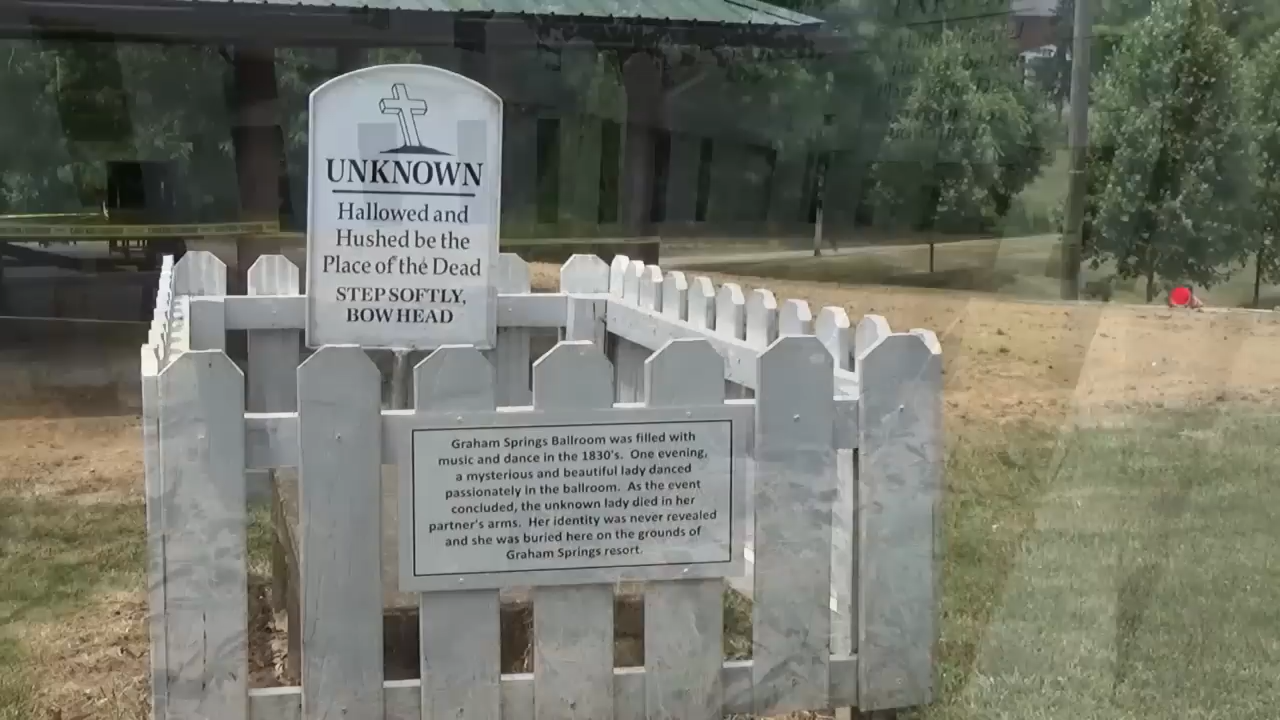 UNKNOWN
Hallowed and
Hushed be the
Place of the Dead
STEP SOFTLY,
BOW HEAD
Graham Springs Ballroom was filled with
music and dance in the 1830's. One evening,
a mysterious and beautiful lady danced
passionately in the ballroom. As the event
concluded, the unknown lady died in her
partner's arms. Her identity was never revealed
and she was buried here on the grounds of
Graham Springs resort.